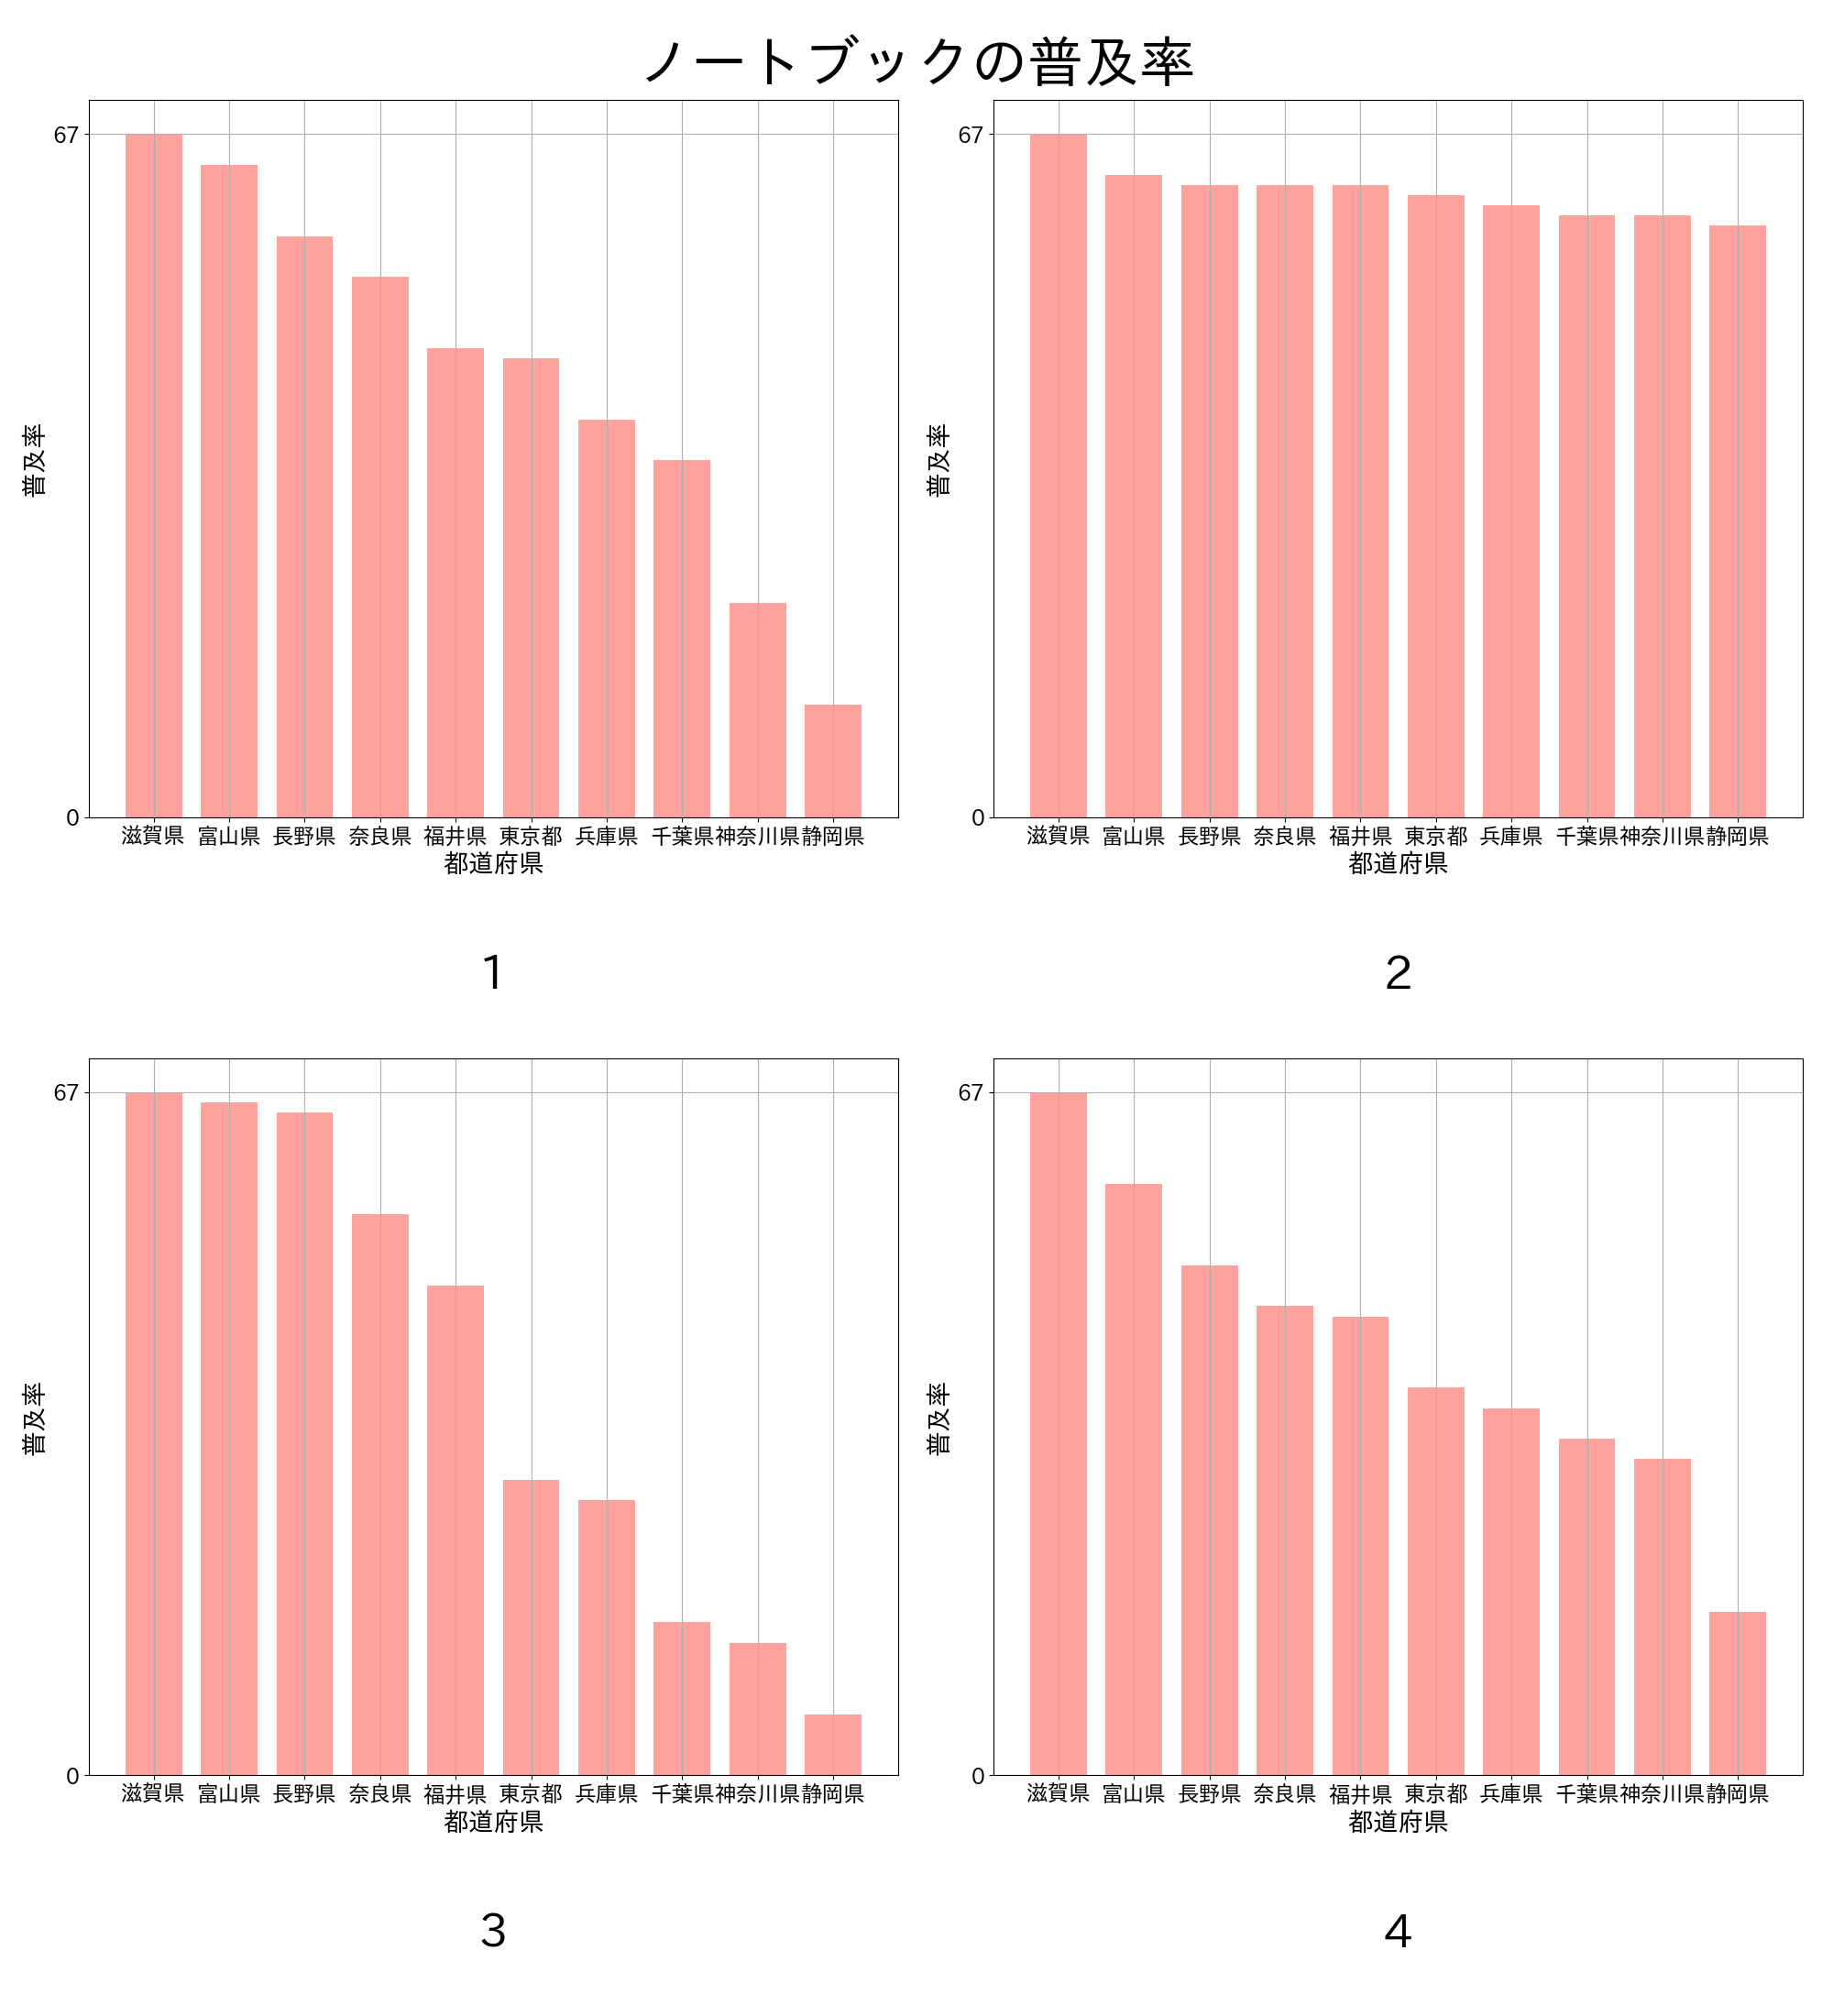 ノートブックの普及率
67
普及率
0
滋賀県 富山県 長野県 奈良県 福井県 東京都 兵庫県 千葉県 神奈川県 静岡県
都道府県
1
67
普及率
0
滋賀県 富山県 長野県 奈良県 福井県 東京都 兵庫県 千葉県 神奈川県 静岡県
都道府県
2
67
普及率
0
滋賀県 富山県 長野県 奈良県 福井県 東京都 兵庫県 千葉県 神奈川県 静岡県
都道府県
3
67
普及率
0
滋賀県 富山県 長野県 奈良県 福井県 東京都 兵庫県 千葉県 神奈川県 静岡県
都道府県
4